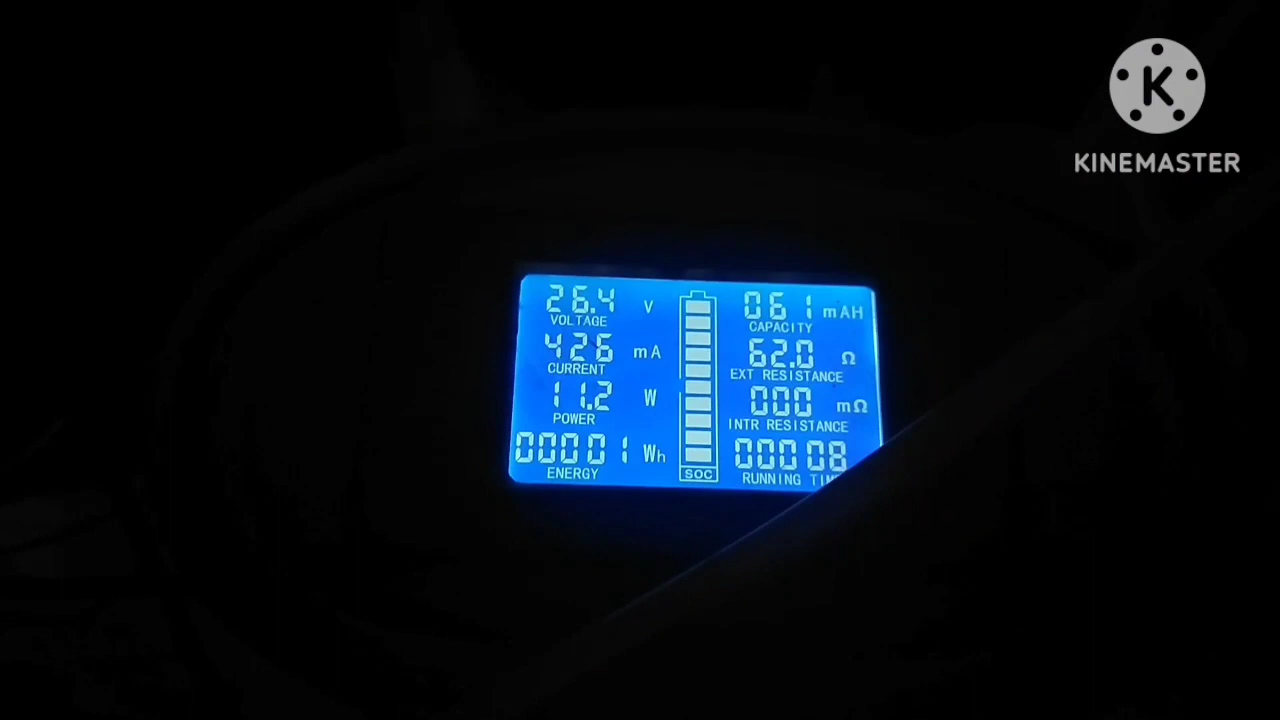 K
KINEMASTER
26.4 V
VOLTAGE
426 mA
CURRENT
11.2 W
POWER
00001 Wh
ENERGY
SOC
061 mAH
CAPACITY
62.0 Ω
EXT RESISTANCE
000 mΩ
INTR RESISTANCE
00008
RUNNING